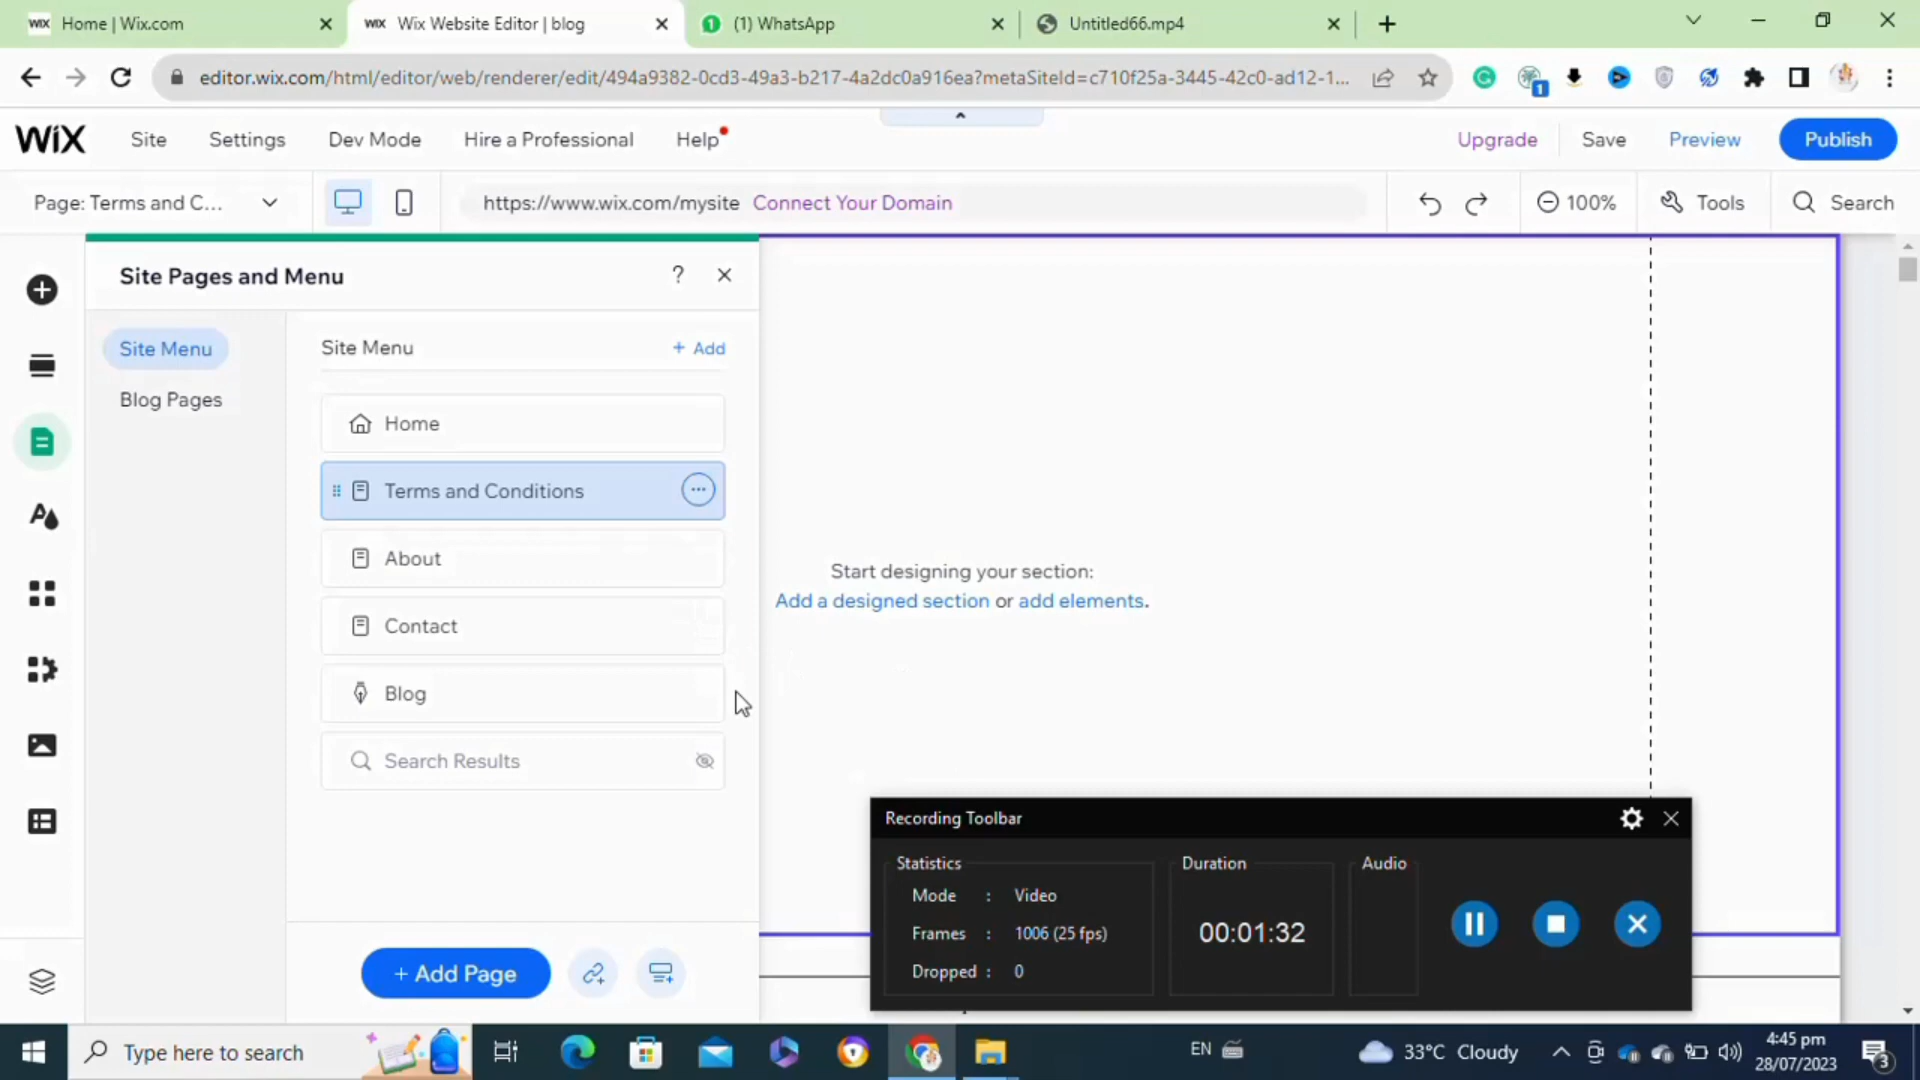 WIX Home | Wix.com
WIX Wix Website Editor | blog
1 (1) WhatsApp
Untitled66.mp4
editor.wix.com/html/editor/web/renderer/edit/494a9382-0cd3-49a3-b217-4a2dc0a916ea?metaSiteId=c710f25a-3445-42c0-ad12-1...
1
WiX Site Settings Dev Mode Hire a Professional Help Upgrade Save Preview Publish
Page: Terms and C... https://www.wix.com/mysite Connect Your Domain 100% Tools Search
Site Pages and Menu ?
Site Menu
Blog Pages
Site Menu + Add
Home
Terms and Conditions
About
Contact
Blog
Search Results
+ Add Page
Start designing your section:
Add a designed section or add elements.
Recording Toolbar
Statistics Duration Audio
Mode : Video
Frames : 1006 (25 fps)
Dropped : 0
00:01:32
Type here to search
EN 33°C Cloudy
4:45 pm
28/07/2023
3